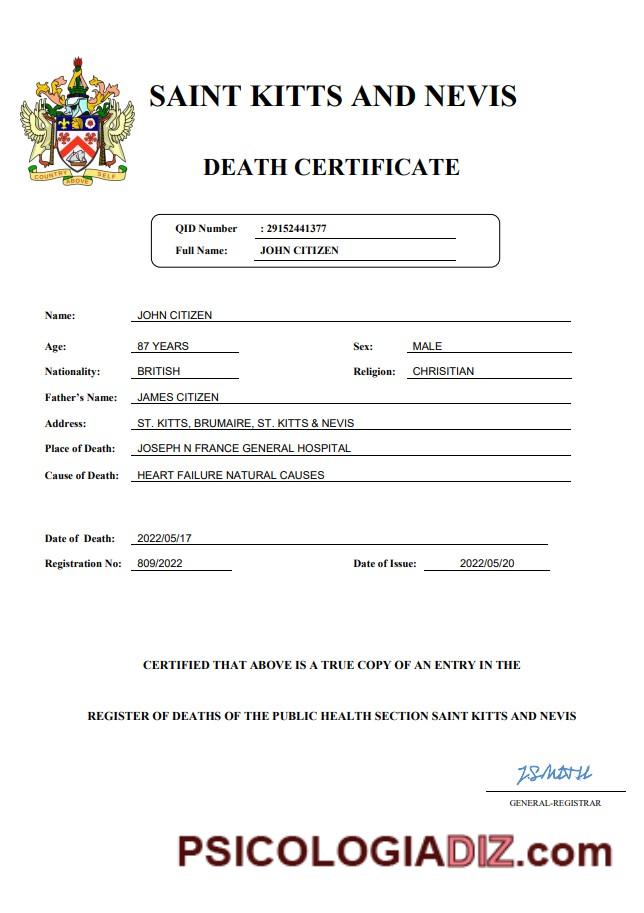 SAINT KITTS AND NEVIS
DEATH CERTIFICATE
COUNTRY ABOVE SELF
QID Number : 29152441377
Full Name: JOHN CITIZEN
Name: JOHN CITIZEN
Age: 87 YEARS Sex: MALE
Nationality: BRITISH Religion: CHRISITIAN
Father's Name: JAMES CITIZEN
Address: ST. KITTS, BRUMAIRE, ST. KITTS & NEVIS
Place of Death: JOSEPH N FRANCE GENERAL HOSPITAL
Cause of Death: HEART FAILURE NATURAL CAUSES
Date of Death: 2022/05/17
Registration No: 809/2022 Date of Issue: 2022/05/20
CERTIFIED THAT ABOVE IS A TRUE COPY OF AN ENTRY IN THE
REGISTER OF DEATHS OF THE PUBLIC HEALTH SECTION SAINT KITTS AND NEVIS
GENERAL-REGISTRAR
PSICOLOGIADIZ.com